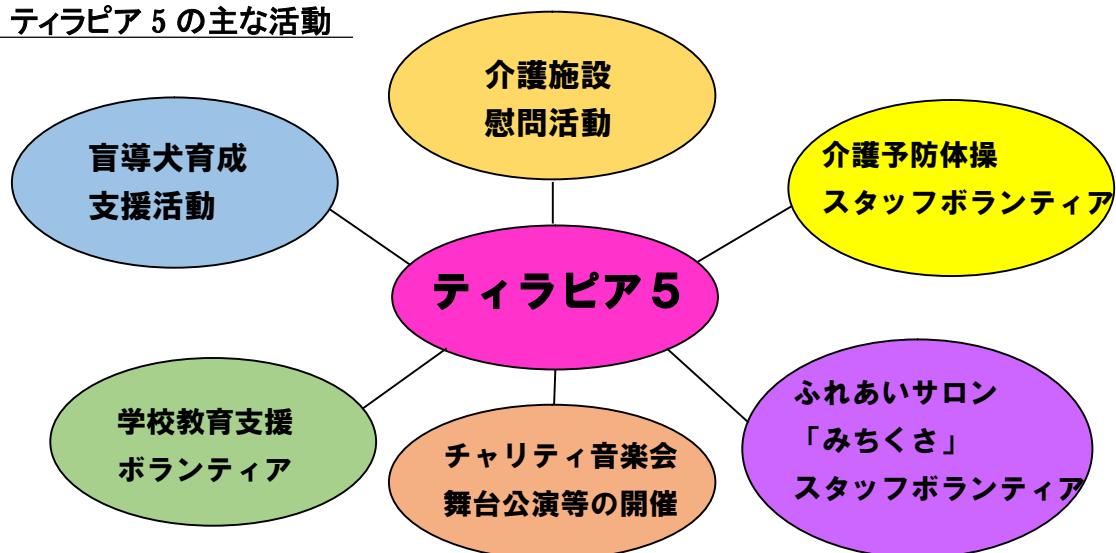 ティラピア 5 の主な活動
介護施設
慰問活動
盲導犬育成
支援活動
介護予防体操
スタッフボランティア
ティラピア５
学校教育支援
ボランティア
チャリティ音楽会
舞台公演等の開催
ふれあいサロン
「みちくさ」
スタッフボランティア